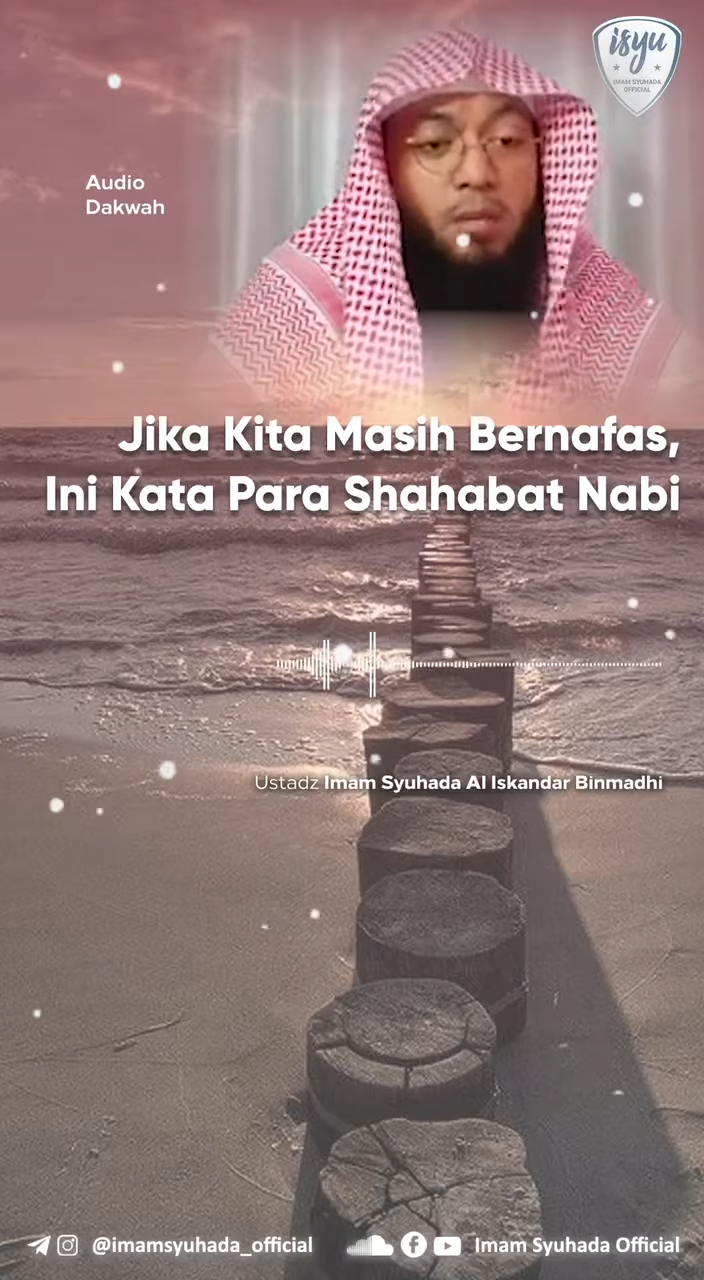 isyu
IMAM SYUHADA
OFFICIAL
Audio
Dakwah
Jika Kita Masih Bernafas,
Ini Kata Para Shahabat Nabi
Ustadz Imam Syuhada Al Iskandar Binmadhi
@imamsyuhada_official
Imam Syuhada Official